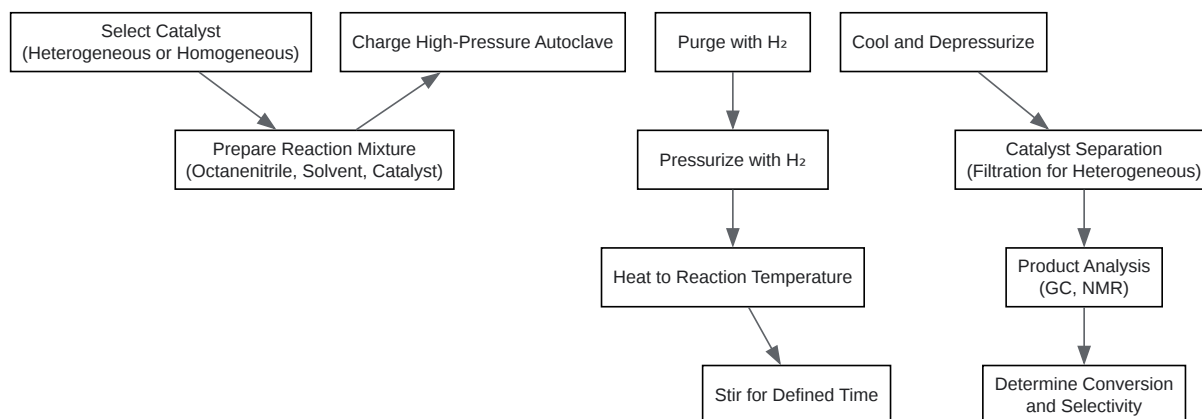 Select Catalyst
(Heterogeneous or Homogeneous)
Prepare Reaction Mixture
(Octanenitrile, Solvent, Catalyst)
Charge High-Pressure Autoclave
Purge with H₂
Pressurize with H₂
Heat to Reaction Temperature
Stir for Defined Time
Cool and Depressurize
Catalyst Separation
(Filtration for Heterogeneous)
Product Analysis
(GC, NMR)
Determine Conversion
and Selectivity